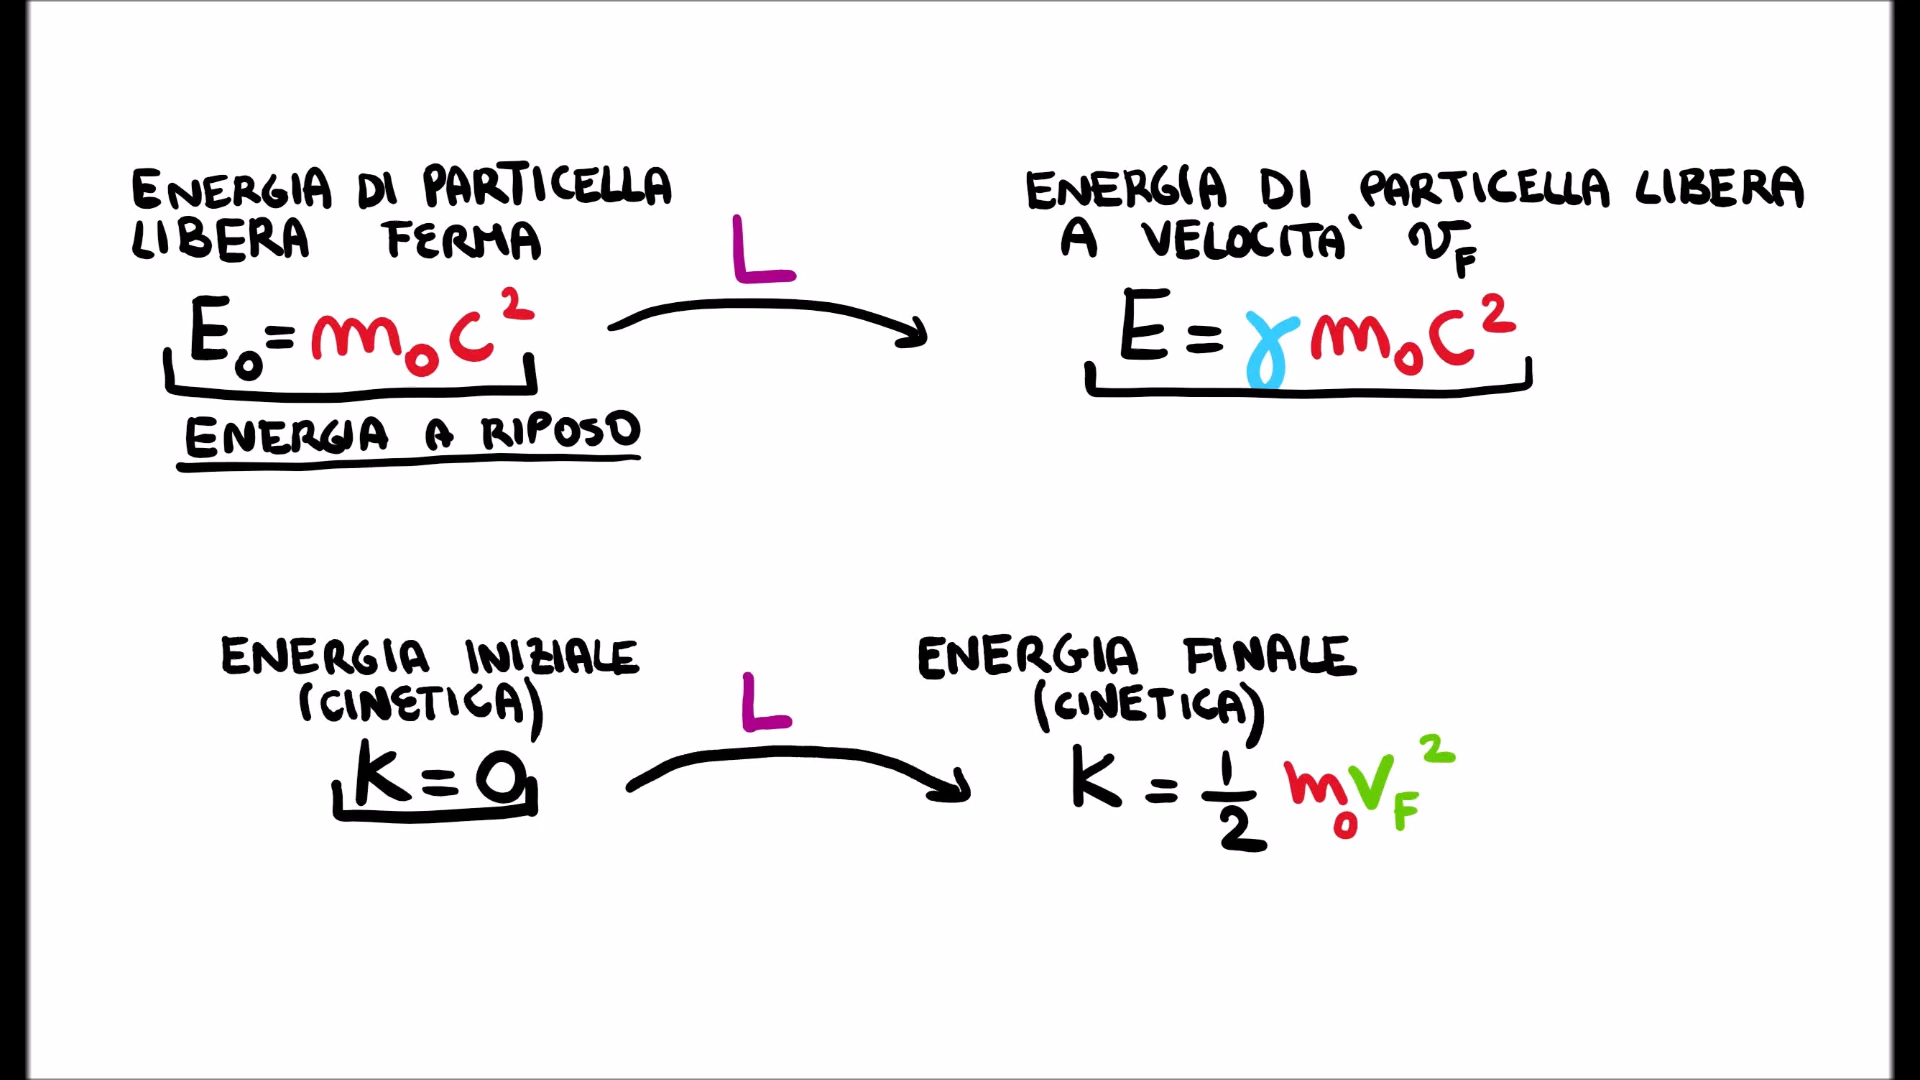 ENERGIA DI PARTICELLA
LIBERA FERMA
E₀ = m₀c²
ENERGIA A RIPOSO
L
ENERGIA DI PARTICELLA LIBERA
A VELOCITA' v_F
E = γm₀c²
ENERGIA INIZIALE
(CINETICA)
K = 0
L
ENERGIA FINALE
(CINETICA)
K = 1/2 m₀v_F²